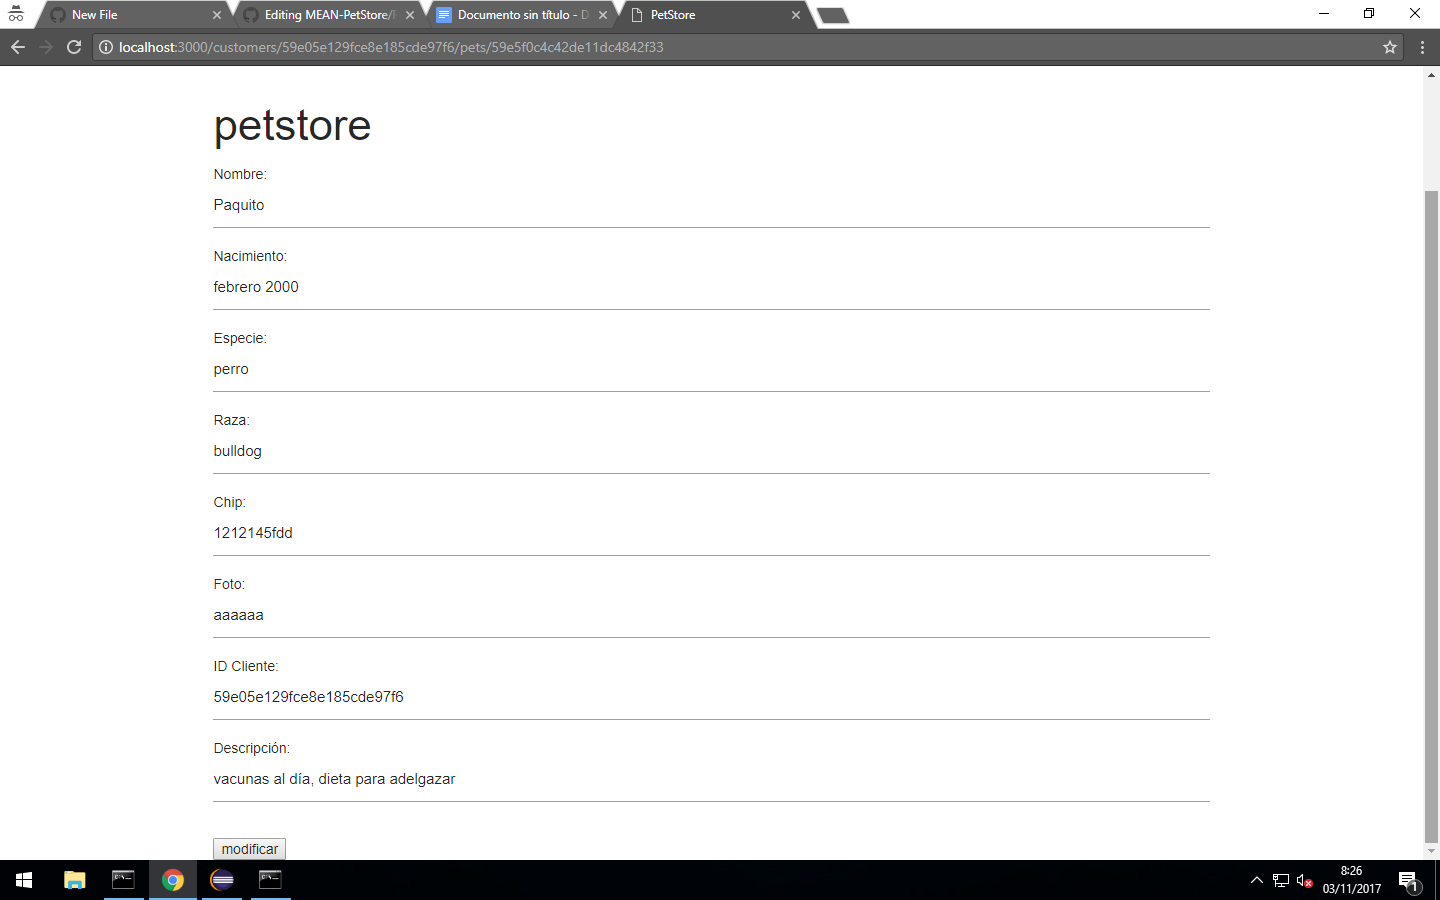 New File
Editing MEAN-PetStore/
Documento sin título - D
PetStore
localhost:3000/customers/59e05e129fce8e185cde97f6/pets/59e5f0c4c42de11dc4842f33
petstore
Nombre:
Paquito
Nacimiento:
febrero 2000
Especie:
perro
Raza:
bulldog
Chip:
1212145fdd
Foto:
aaaaaa
ID Cliente:
59e05e129fce8e185cde97f6
Descripción:
vacunas al día, dieta para adelgazar
modificar
8:26
03/11/2017
1